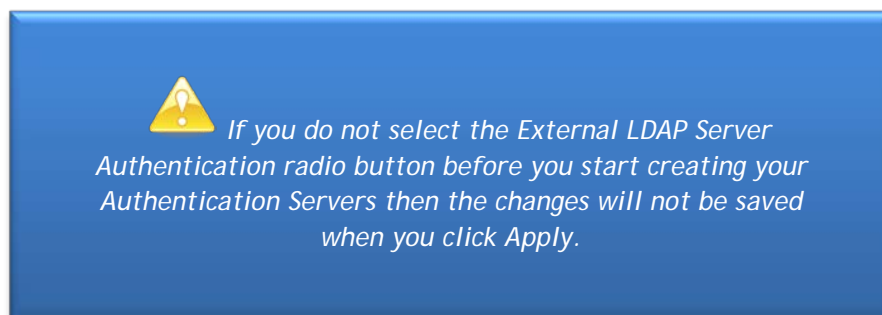 If you do not select the External LDAP Server
Authentication radio button before you start creating your
Authentication Servers then the changes will not be saved
when you click Apply.